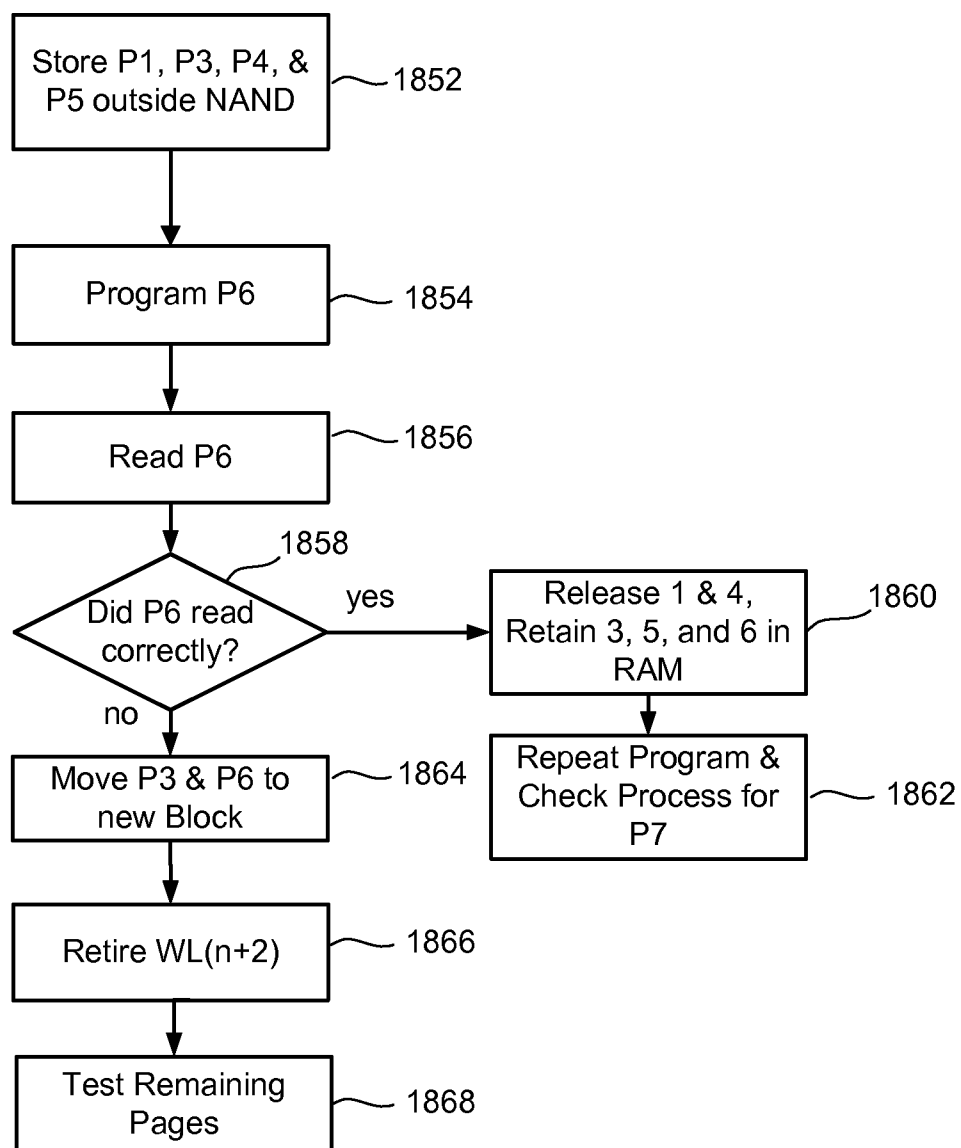 Store P1, P3, P4, &
P5 outside NAND
1852
Program P6
1854
Read P6
1856
1858
Did P6 read
correctly?
yes
no
Release 1 & 4,
Retain 3, 5, and 6 in
RAM
1860
Repeat Program &
Check Process for
P7
1862
Move P3 & P6 to
new Block
1864
Retire WL(n+2)
1866
Test Remaining
Pages
1868